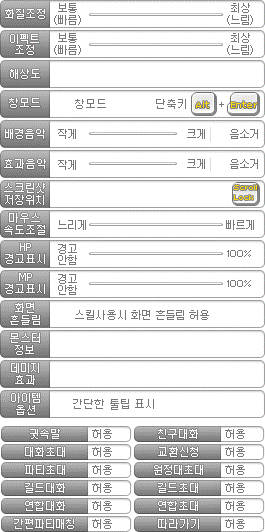 화질조정 보통 (빠름) 최상 (느림)
이펙트 조정 보통 (빠름) 최상 (느림)
해상도
창모드 창모드 단축키 Alt + Enter
배경음악 작게 크게 음소거
효과음악 작게 크게 음소거
스크린샷 저장위치 Scroll Lock
마우스 속도조절 느리게 빠르게
HP 경고표시 경고 안함 100%
MP 경고표시 경고 안함 100%
화면 흔들림 스킬사용시 화면 흔들림 허용
몬스터 정보
데미지 효과
아이템 옵션 간단한 툴팁 표시
귓속말 허용 친구대화 허용
대화초대 허용 교환신청 허용
파티초대 허용 원정대초대 허용
길드대화 허용 길드초대 허용
연합대화 허용 연합초대 허용
간편파티매칭 허용 따라가기 허용